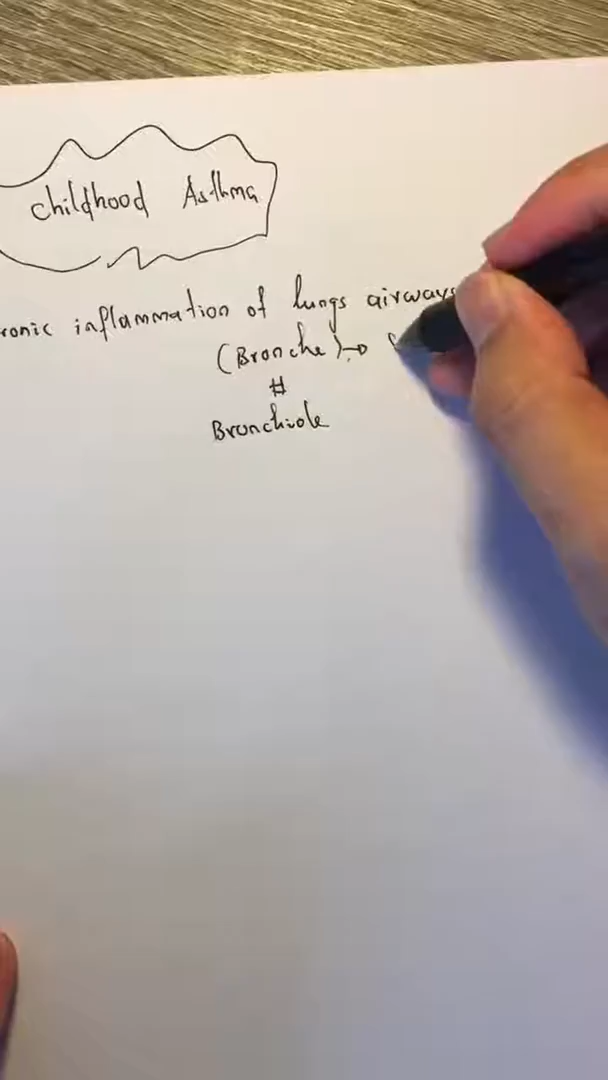 childhood Asthma
ronic inflammation of lungs airways
(Bronche) →
#
Bronchiole